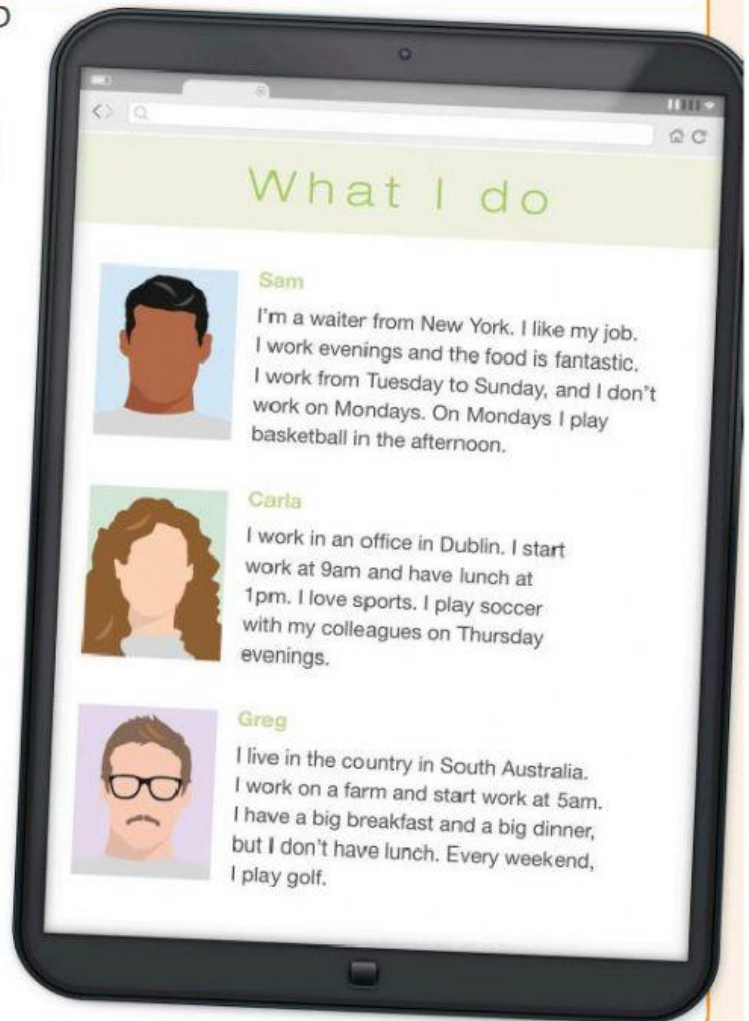 What I do
Sam
I'm a waiter from New York. I like my job.
I work evenings and the food is fantastic.
I work from Tuesday to Sunday, and I don't
work on Mondays. On Mondays I play
basketball in the afternoon.
Carla
I work in an office in Dublin. I start
work at 9am and have lunch at
1pm. I love sports. I play soccer
with my colleagues on Thursday
evenings.
Greg
I live in the country in South Australia.
I work on a farm and start work at 5am.
I have a big breakfast and a big dinner,
but I don't have lunch. Every weekend,
I play golf.